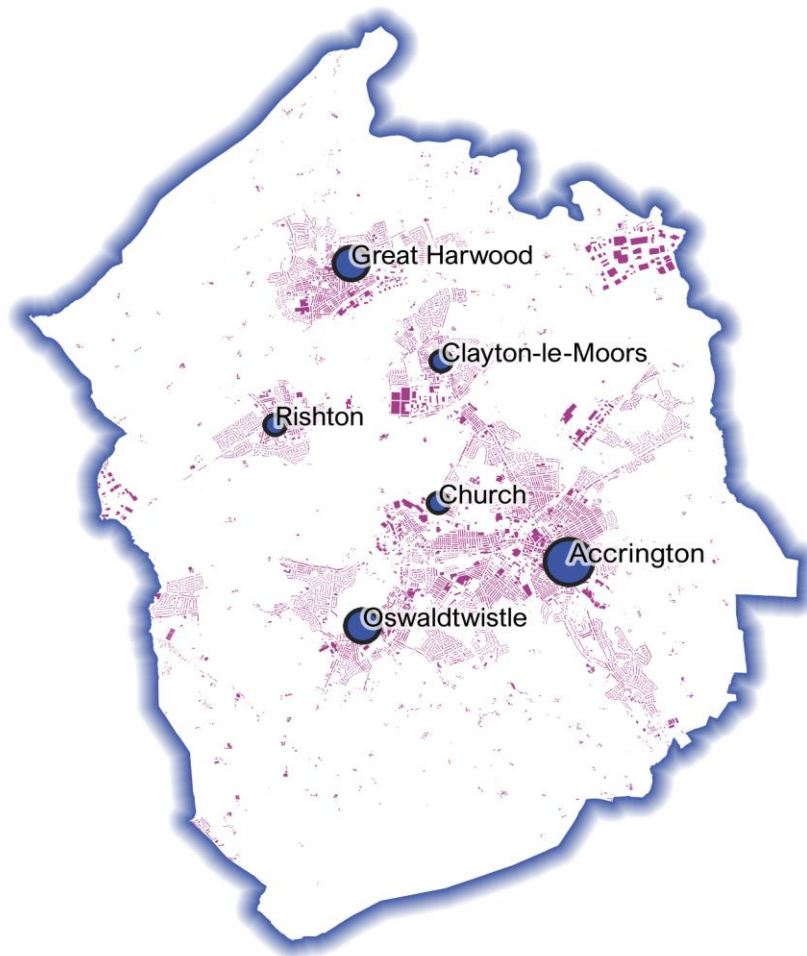 Great Harwood
Clayton-le-Moors
Rishton
Church
Accrington
Oswaldtwistle